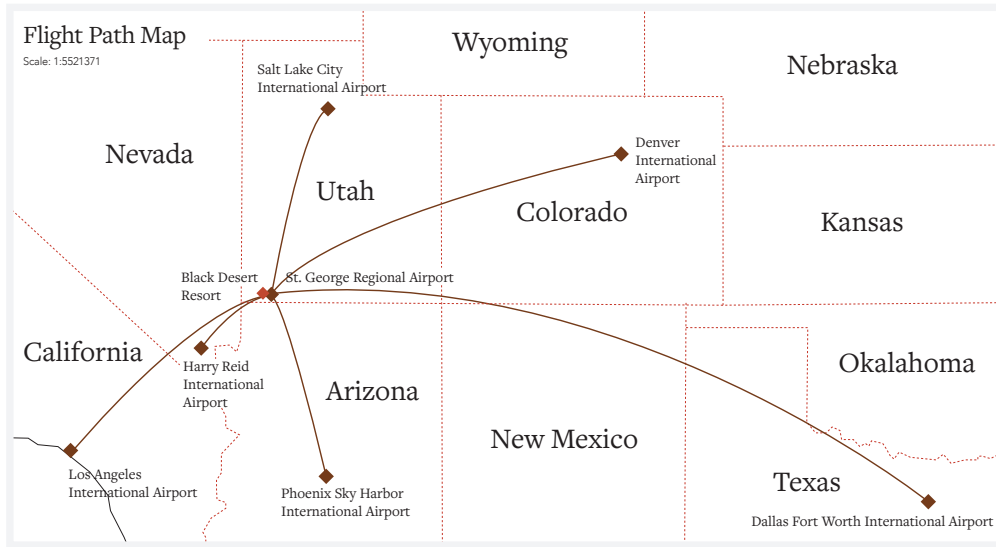 Flight Path Map
Scale: 1:5521371
Wyoming
Nebraska
Salt Lake City
International Airport
Nevada
Denver
International
Airport
Utah
Colorado
Kansas
Black Desert
Resort
St. George Regional Airport
California
Harry Reid
International
Airport
Arizona
Okalahoma
New Mexico
Los Angeles
International Airport
Phoenix Sky Harbor
International Airport
Texas
Dallas Fort Worth International Airport